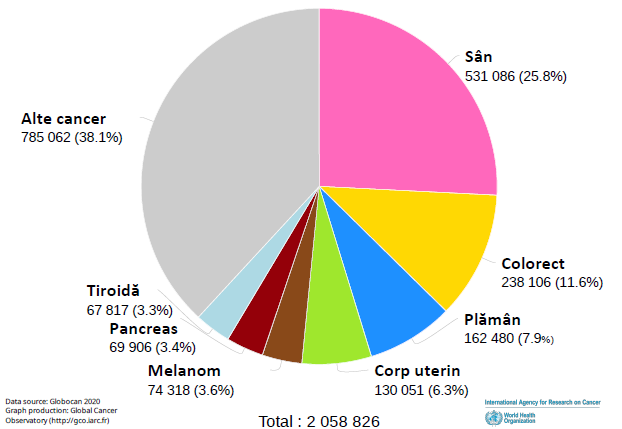 Sân
531 086 (25.8%)
Alte cancer
785 062 (38.1%)
Colorect
238 106 (11.6%)
Tiroidă
67 817 (3.3%)
Plămân
162 480 (7.9%)
Pancreas
69 906 (3.4%)
Melanom
74 318 (3.6%)
Corp uterin
130 051 (6.3%)
Data source: Globocan 2020
Graph production: Global Cancer
Observatory (http://gco.iarc.fr)
Total : 2 058 826
International Agency for Research on Cancer
World Health
Organization